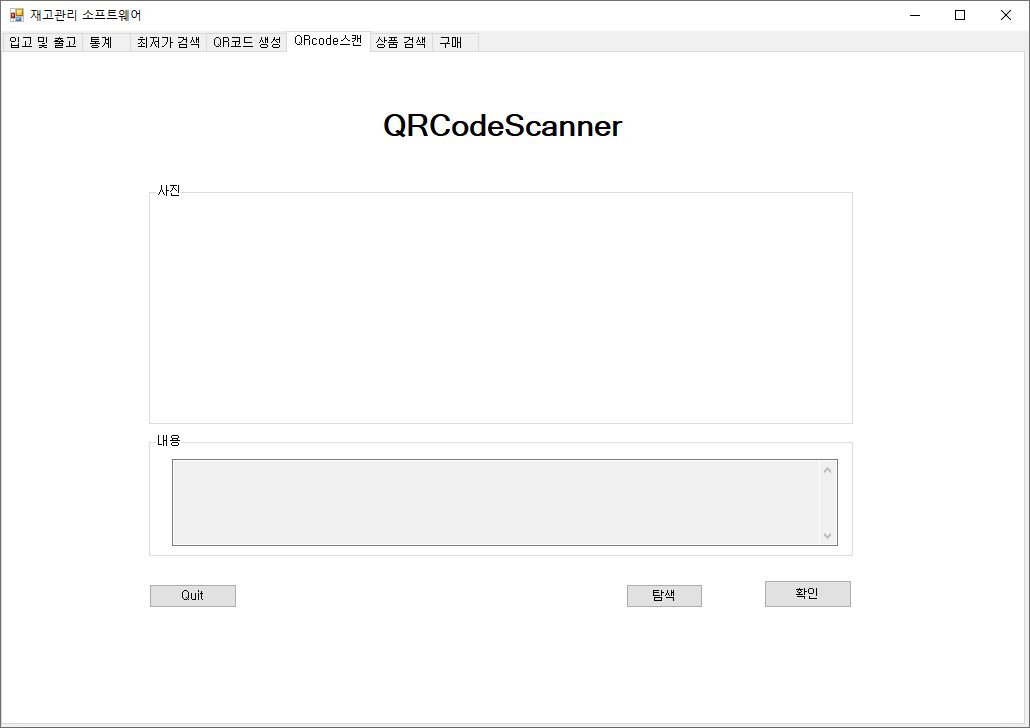 재고관리 소프트웨어
입고 및 출고 통계 최저가 검색 QR코드 생성 QRcode스캔 상품 검색 구매
QRCodeScanner
사진
내용
Quit 탐색 확인